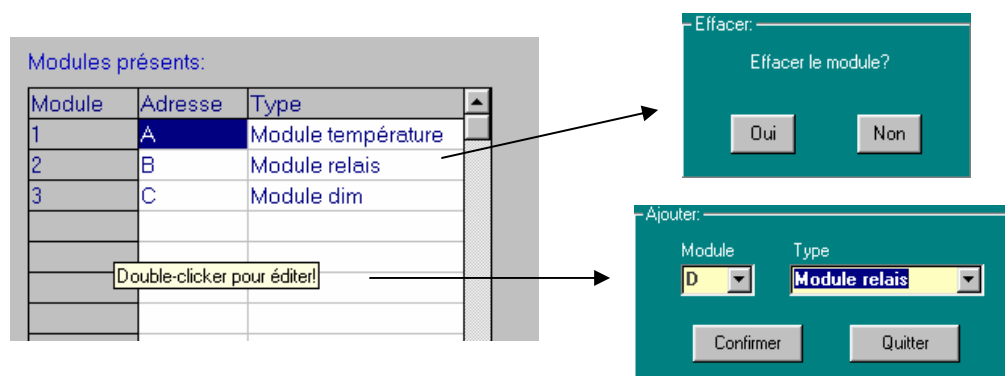 Modules présents:
Module Adresse Type
1 A Module température
2 B Module relais
3 C Module dim
Double-clicker pour éditer!
Effacer:
Effacer le module?
Oui Non
Ajouter:
Module Type
D Module relais
Confirmer Quitter